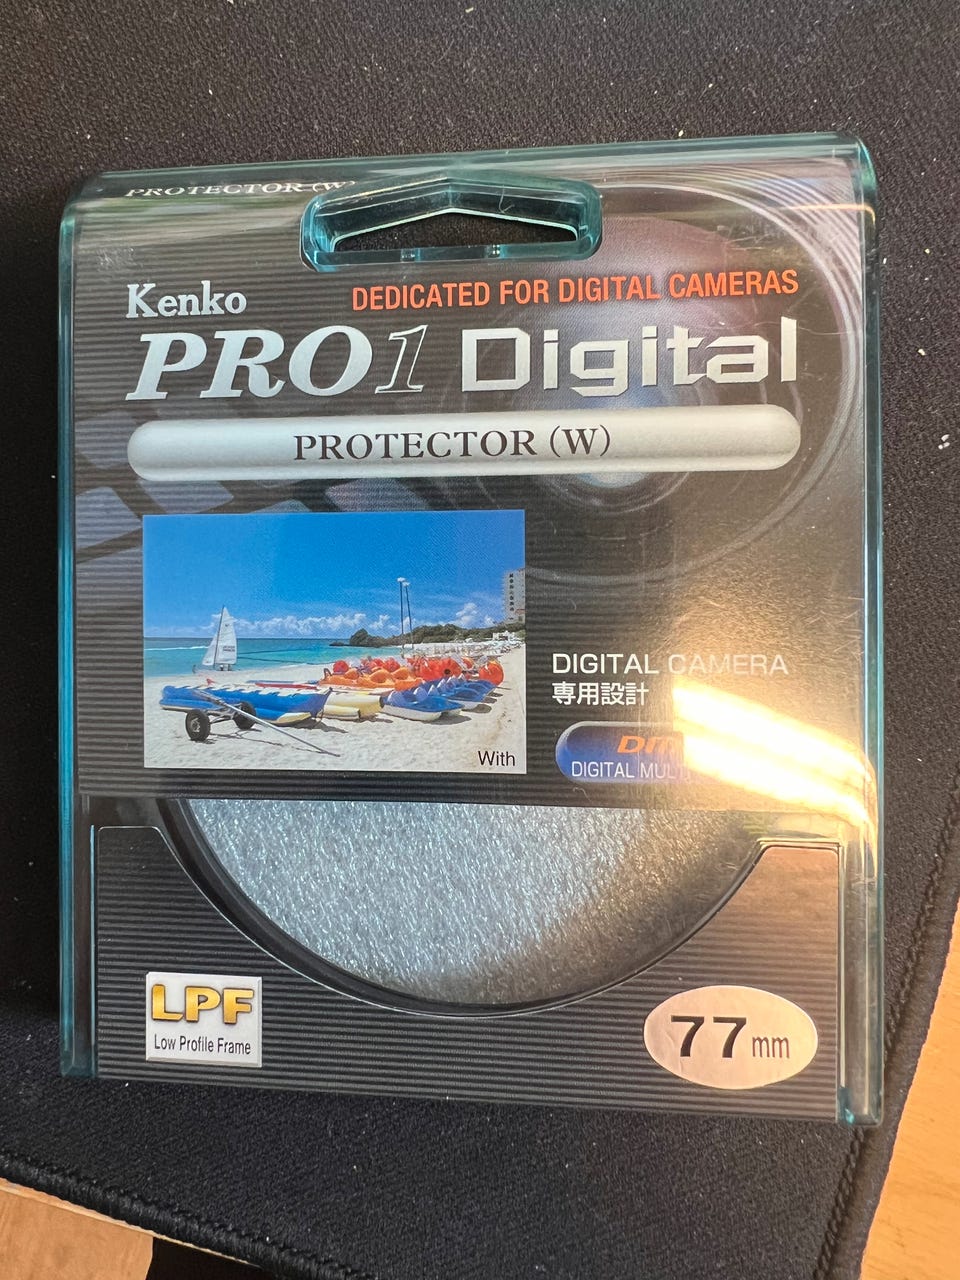 PROTECTOR (W)
Kenko
DEDICATED FOR DIGITAL CAMERAS
PRO1 Digital
PROTECTOR (W)
With
DIGITAL CAMERA
専用設計
DIGITAL
LPF
Low Profile Frame
77mm